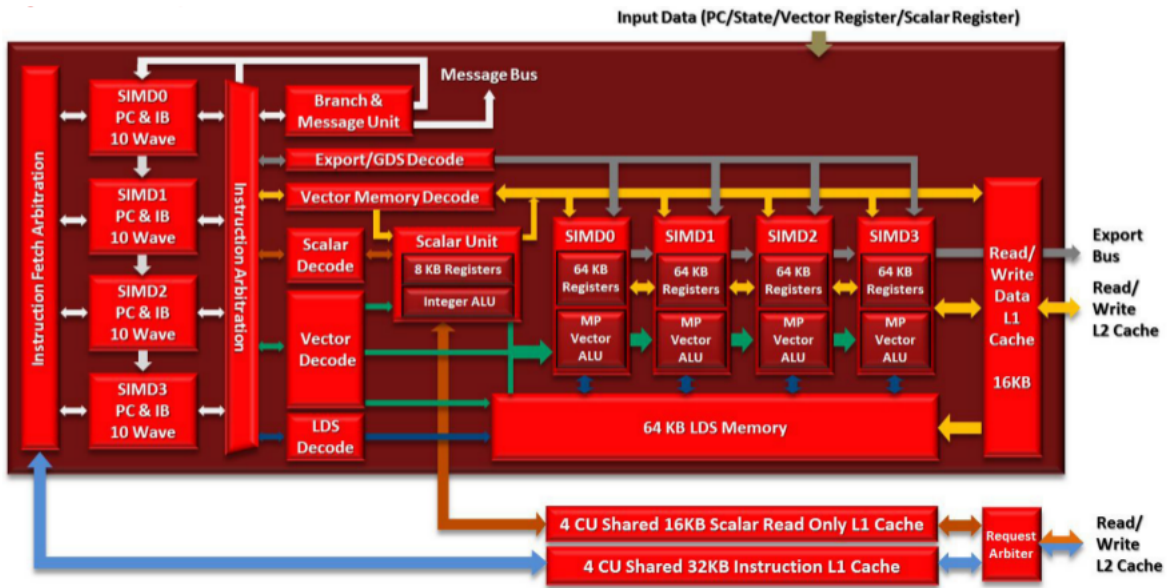 Input Data (PC/State/Vector Register/Scalar Register)
Instruction Fetch Arbitration
SIMD0
PC & IB
10 Wave
SIMD1
PC & IB
10 Wave
SIMD2
PC & IB
10 Wave
SIMD3
PC & IB
10 Wave
Instruction Arbitration
Branch &
Message Unit
Message Bus
Export/GDS Decode
Vector Memory Decode
Scalar
Decode
Scalar Unit
8 KB Registers
Integer ALU
Vector
Decode
LDS
Decode
SIMD0
64 KB
Registers
MP
Vector
ALU
SIMD1
64 KB
Registers
MP
Vector
ALU
SIMD2
64 KB
Registers
MP
Vector
ALU
SIMD3
64 KB
Registers
MP
Vector
ALU
64 KB LDS Memory
Read/
Write
Data
L1
Cache
16KB
Export
Bus
Read/
Write
L2 Cache
4 CU Shared 16KB Scalar Read Only L1 Cache
4 CU Shared 32KB Instruction L1 Cache
Request
Arbiter
Read/
Write
L2 Cache